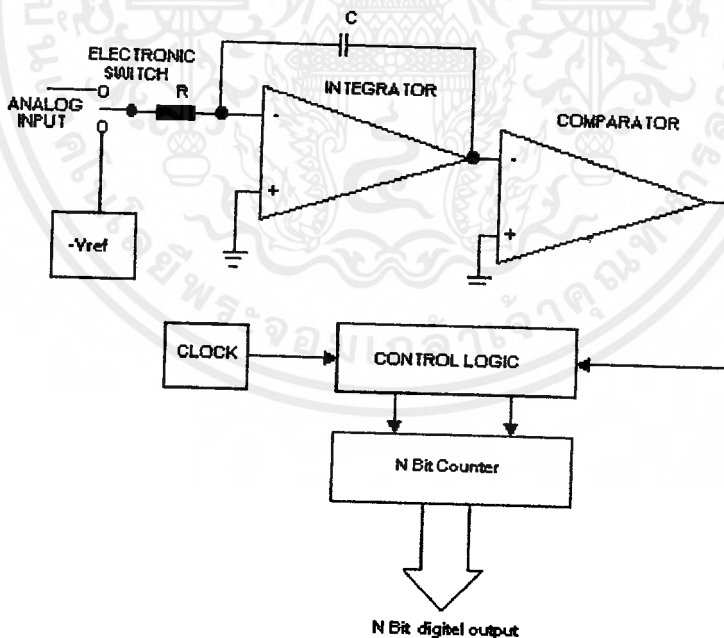 C
ELECTRONIC
SWITCH
R
INTEGRATOR
ANALOG
INPUT
COMPARATOR
-
+
-
+
-Vref
CLOCK
CONTROL LOGIC
N Bit Counter
N Bit digitel output